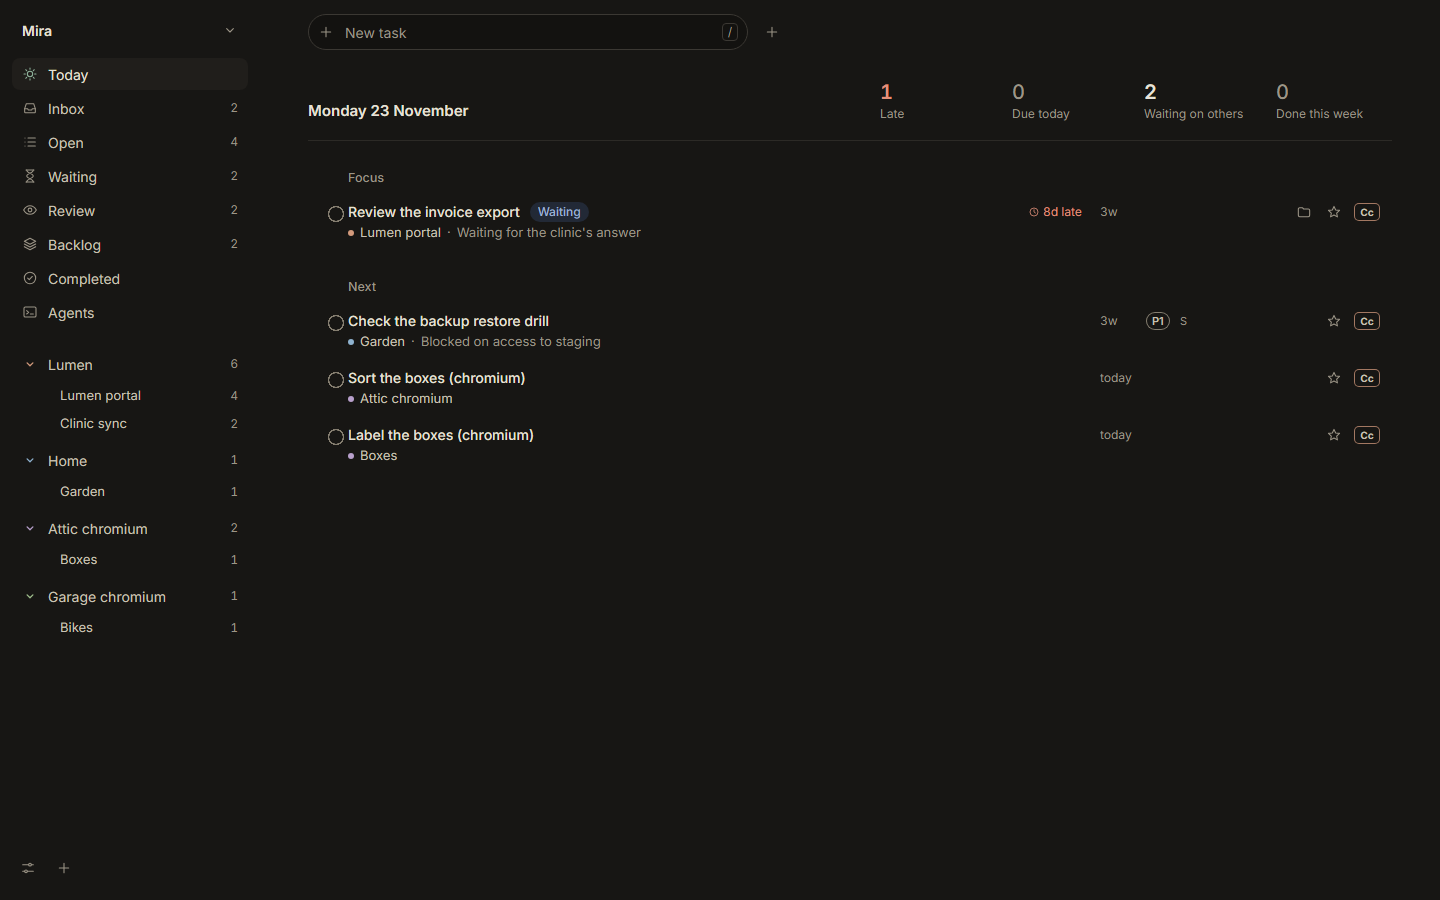 Mira
Today
Inbox 2
Open 4
Waiting 2
Review 2
Backlog 2
Completed
Agents
Lumen 6
Lumen portal 4
Clinic sync 2
Home 1
Garden 1
Attic chromium 2
Boxes 1
Garage chromium 1
Bikes 1
New task /
Monday 23 November
1 Late
0 Due today
2 Waiting on others
0 Done this week
Focus
Review the invoice export Waiting 8d late 3w Cc
Lumen portal · Waiting for the clinic's answer
Next
Check the backup restore drill 3w P1 S Cc
Garden · Blocked on access to staging
Sort the boxes (chromium) today Cc
Attic chromium
Label the boxes (chromium) today Cc
Boxes